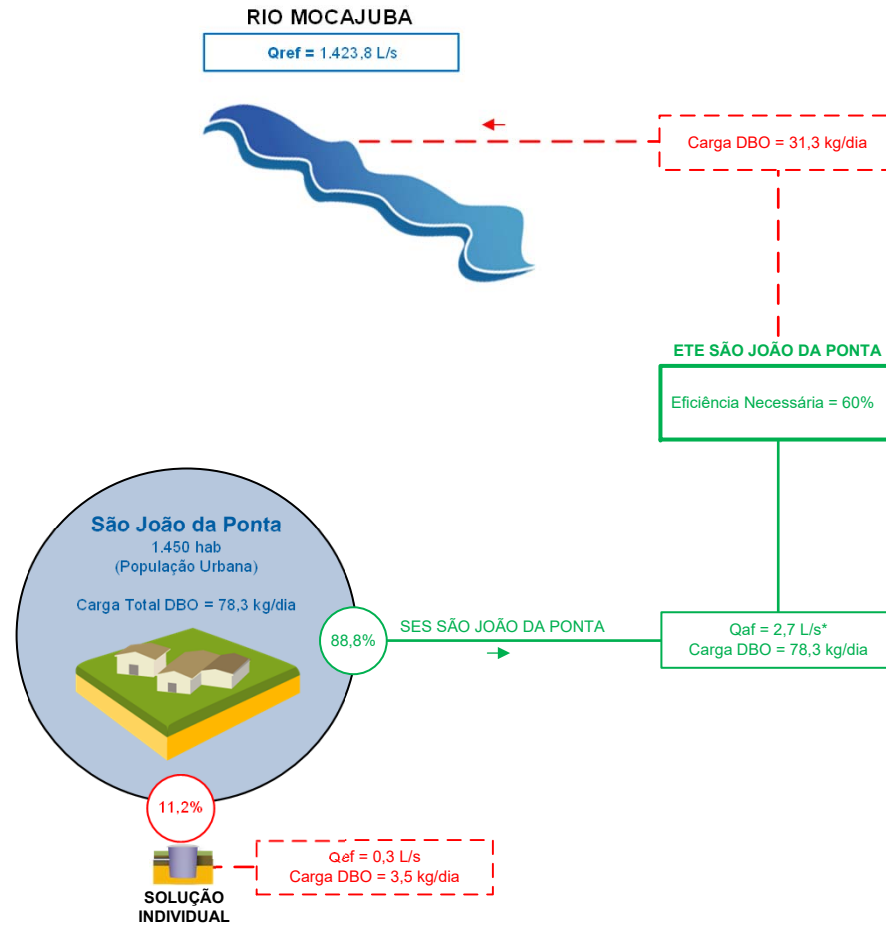 RIO MOCAJUBA
Qref = 1.423,8 L/s
Carga DBO = 31,3 kg/dia
ETE SÃO JOÃO DA PONTA
Eficiência Necessária = 60%
São João da Ponta
1.450 hab
(População Urbana)
Carga Total DBO = 78,3 kg/dia
88,8%
SES SÃO JOÃO DA PONTA
Qaf = 2,7 L/s*
Carga DBO = 78,3 kg/dia
11,2%
Qef = 0,3 L/s
Carga DBO = 3,5 kg/dia
SOLUÇÃO
INDIVIDUAL